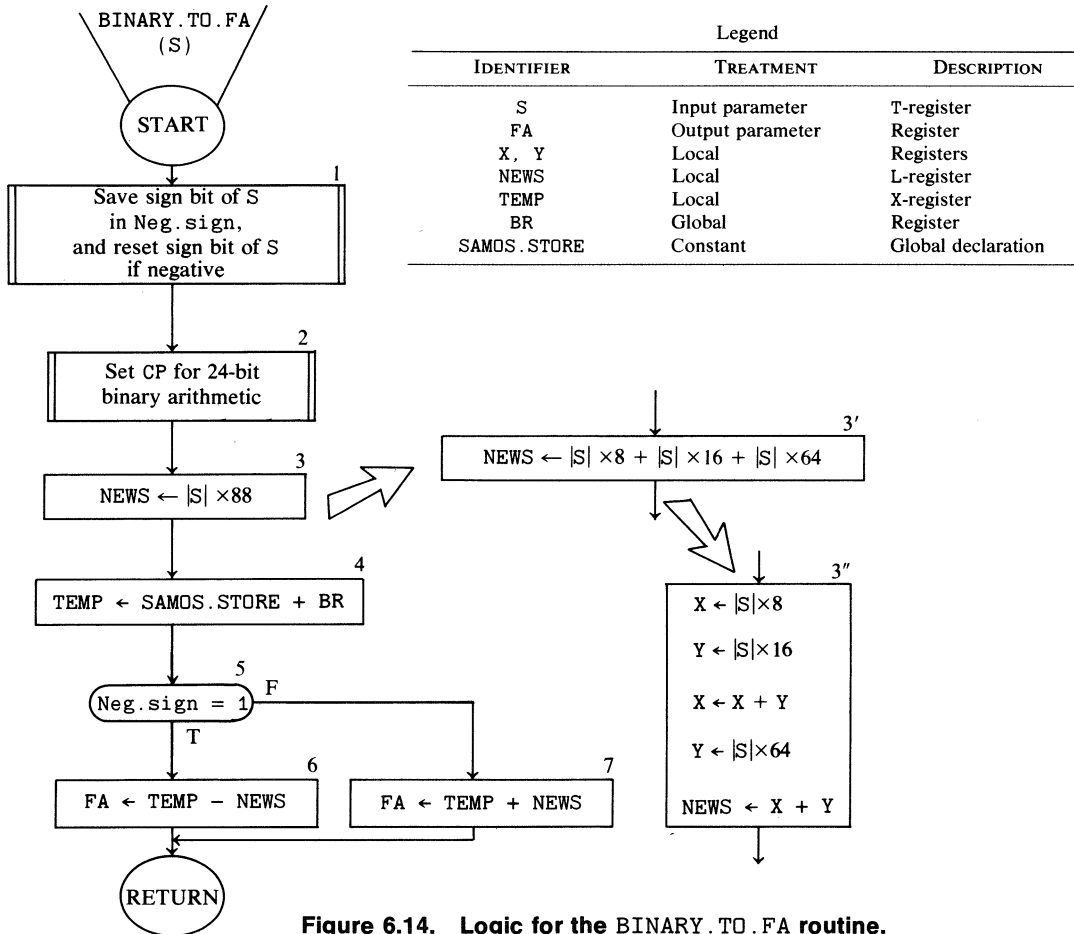 BINARY.TO.FA
(S)
START
1
Save sign bit of S
in Neg.sign,
and reset sign bit of S
if negative
2
Set CP for 24-bit
binary arithmetic
3
NEWS ← |S| ×88
4
TEMP ← SAMOS.STORE + BR
5
Neg.sign = 1
F
T
6
FA ← TEMP − NEWS
7
FA ← TEMP + NEWS
RETURN
Legend
IDENTIFIER TREATMENT DESCRIPTION
S Input parameter T-register
FA Output parameter Register
X, Y Local Registers
NEWS Local L-register
TEMP Local X-register
BR Global Register
SAMOS.STORE Constant Global declaration
3′
NEWS ← |S| ×8 + |S| ×16 + |S| ×64
3″
X ← |S|×8
Y ← |S|×16
X ← X + Y
Y ← |S|×64
NEWS ← X + Y
Figure 6.14. Logic for the BINARY.TO.FA routine.